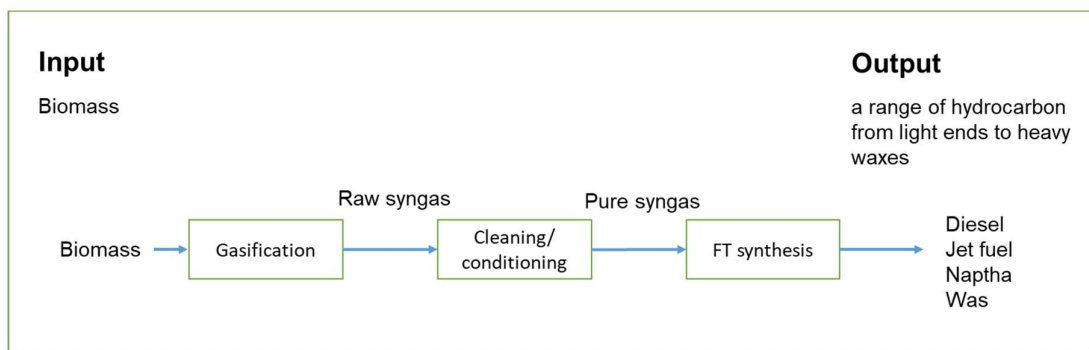 Input
Output
Biomass
a range of hydrocarbon
from light ends to heavy
waxes
Raw syngas
Pure syngas
Biomass
Gasification
Cleaning/
conditioning
FT synthesis
Diesel
Jet fuel
Naptha
Was